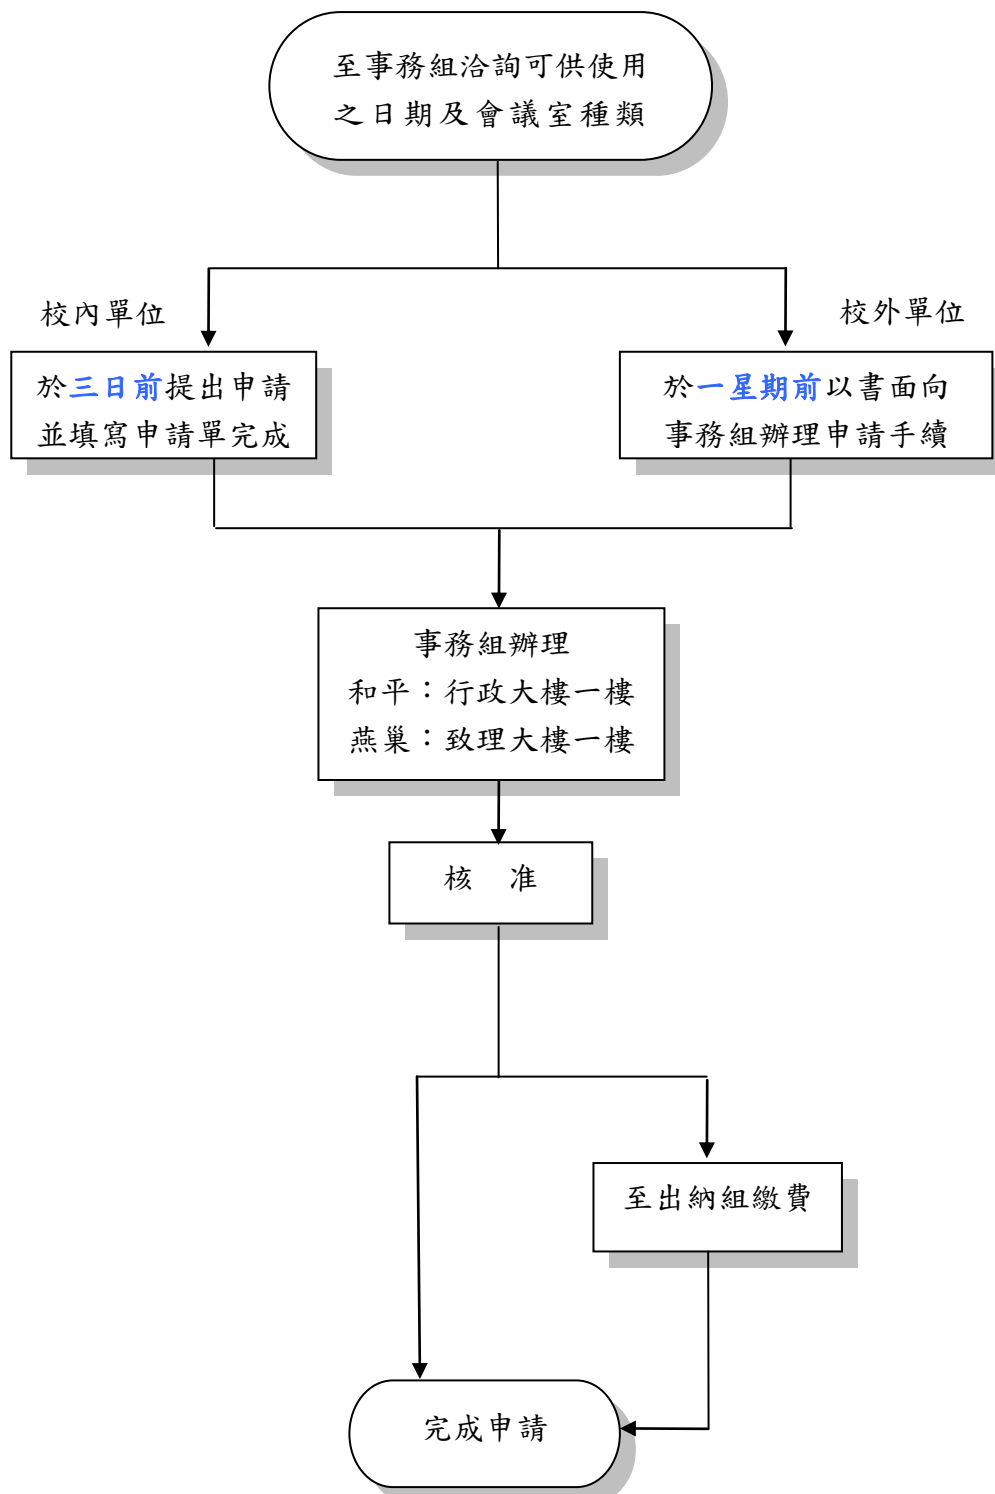 至事務組洽詢可供使用
之日期及會議室種類
校內單位
校外單位
於三日前提出申請
並填寫申請單完成
於一星期前以書面向
事務組辦理申請手續
事務組辦理
和平：行政大樓一樓
燕巢：致理大樓一樓
核 准
至出納組繳費
完成申請